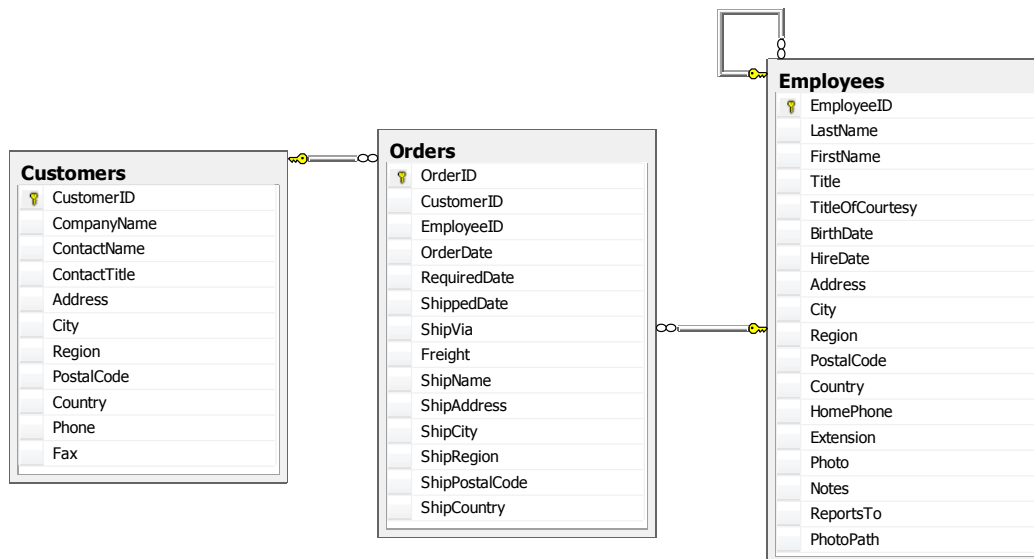 Customers
CustomerID
CompanyName
ContactName
ContactTitle
Address
City
Region
PostalCode
Country
Phone
Fax
Orders
OrderID
CustomerID
EmployeeID
OrderDate
RequiredDate
ShippedDate
ShipVia
Freight
ShipName
ShipAddress
ShipCity
ShipRegion
ShipPostalCode
ShipCountry
Employees
EmployeeID
LastName
FirstName
Title
TitleOfCourtesy
BirthDate
HireDate
Address
City
Region
PostalCode
Country
HomePhone
Extension
Photo
Notes
ReportsTo
PhotoPath